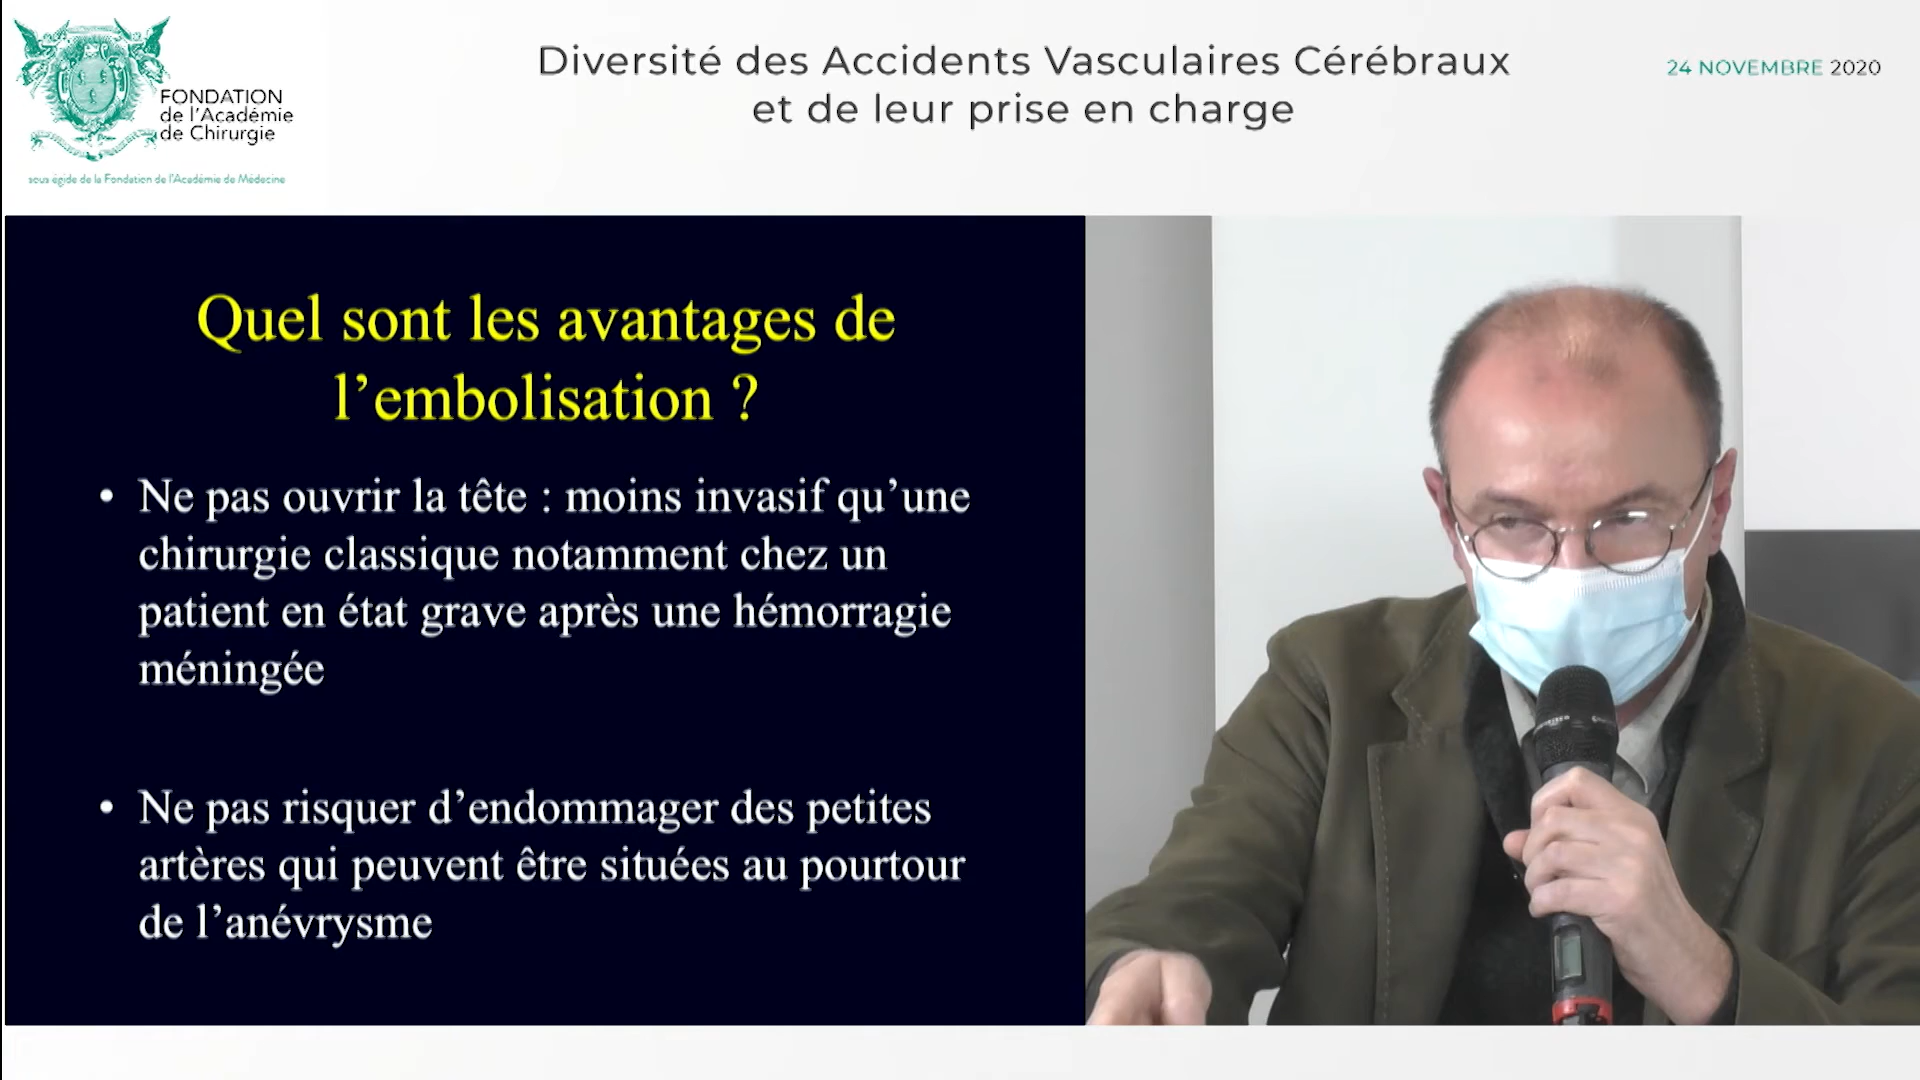 FONDATION
de l'Académie
de Chirurgie
sous égide de la Fondation de l'Académie de Médecine
Diversité des Accidents Vasculaires Cérébraux
et de leur prise en charge
24 NOVEMBRE 2020
Quel sont les avantages de
l'embolisation ?
• Ne pas ouvrir la tête : moins invasif qu'une
chirurgie classique notamment chez un
patient en état grave après une hémorragie
méningée
• Ne pas risquer d'endommager des petites
artères qui peuvent être situées au pourtour
de l'anévrysme